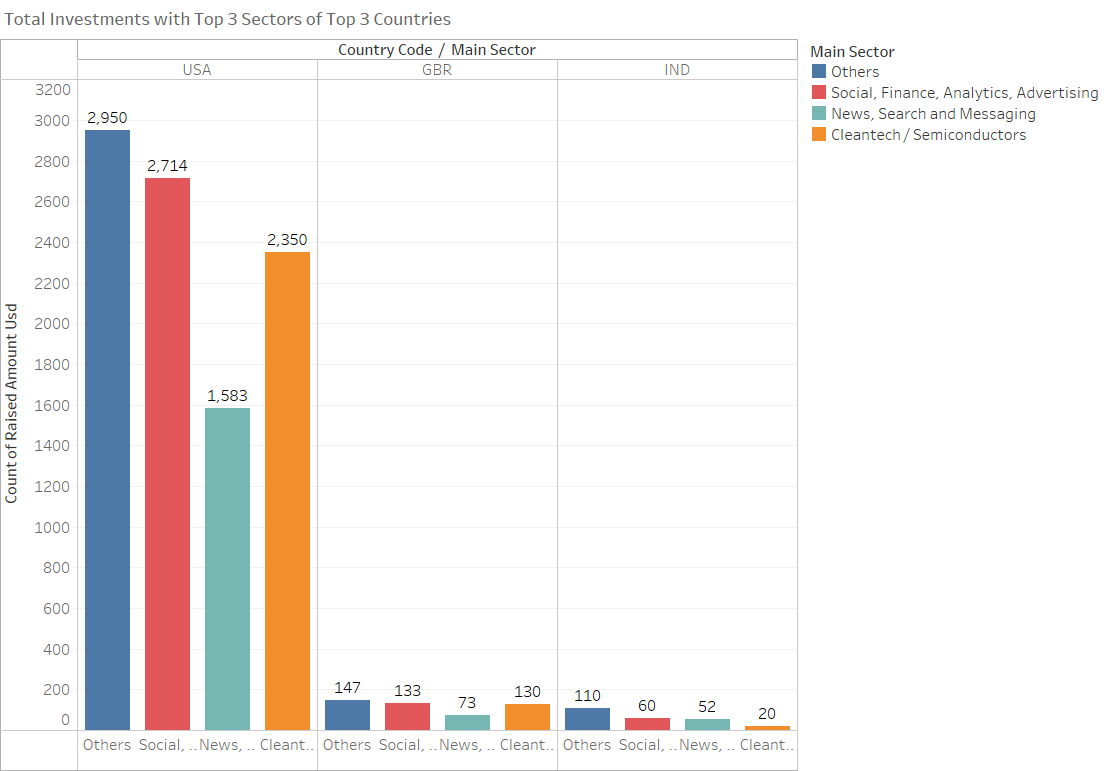 Total Investments with Top 3 Sectors of Top 3 Countries
Country Code / Main Sector
USA GBR IND
Main Sector
Others
Social, Finance, Analytics, Advertising
News, Search and Messaging
Cleantech / Semiconductors
Count of Raised Amount Usd
3200
3000
2800
2600
2400
2200
2000
1800
1600
1400
1200
1000
800
600
400
200
0
2,950 2,714 1,583 2,350
147 133 73 130
110 60 52 20
Others Social, .. News, .. Cleant.. Others Social, .. News, .. Cleant.. Others Social, .. News, .. Cleant..